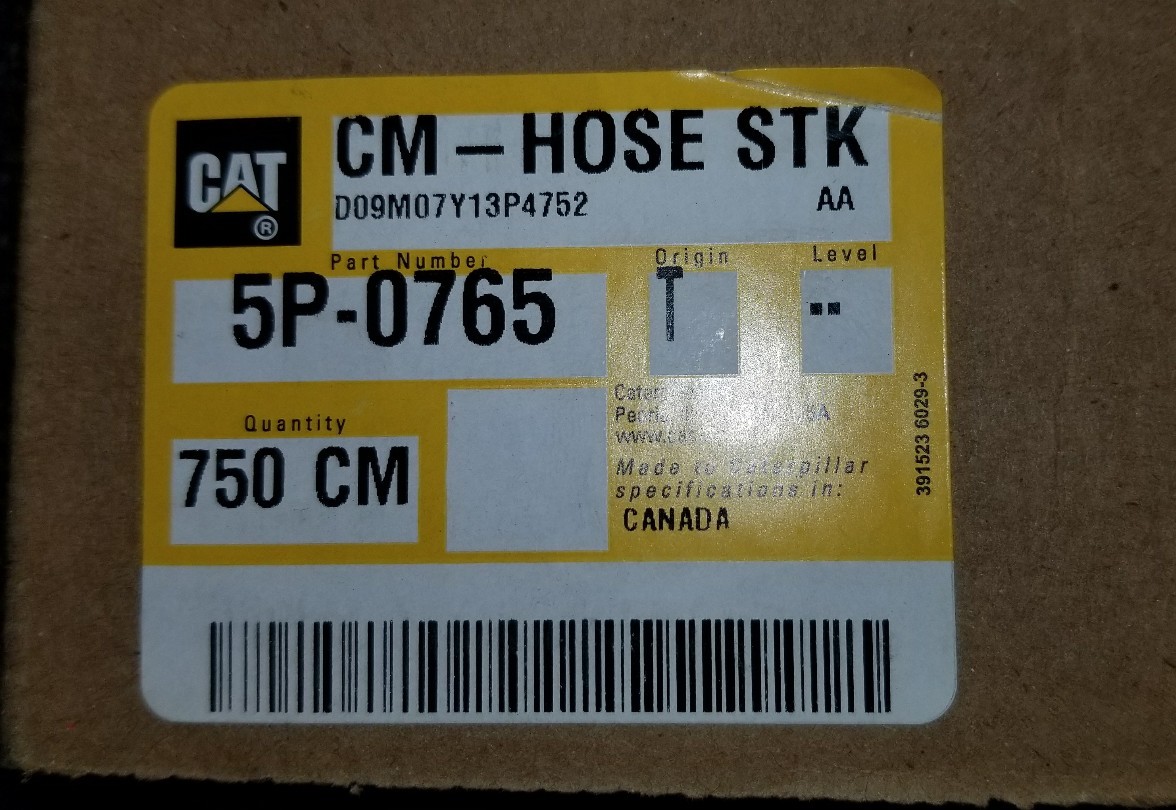 CM – HOSE STK
CAT
®
D09M07Y13P4752 AA
Part Number Origin Level
5P-0765 T --
Quantity
750 CM
Made to Caterpillar
specifications in:
CANADA
391523 6029-3